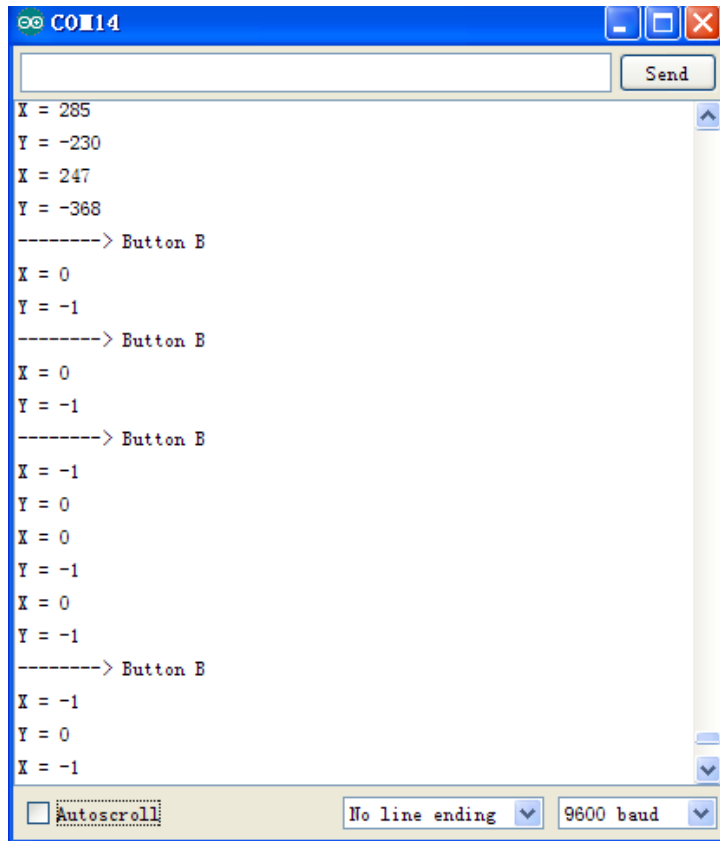 COM14
Send
X = 285
Y = -230
X = 247
Y = -368
--------> Button B
X = 0
Y = -1
--------> Button B
X = 0
Y = -1
--------> Button B
X = -1
Y = 0
X = 0
Y = -1
X = 0
Y = -1
--------> Button B
X = -1
Y = 0
X = -1
Autoscroll No line ending 9600 baud